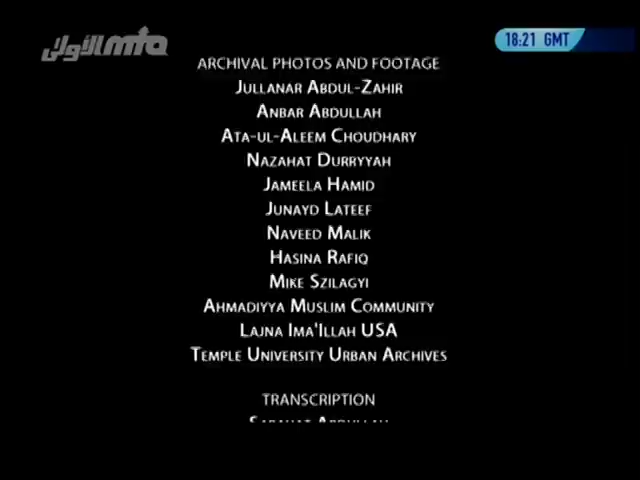 mta الأولى
18:21 GMT
ARCHIVAL PHOTOS AND FOOTAGE
JULLANAR ABDUL-ZAHIR
ANBAR ABDULLAH
ATA-UL-ALEEM CHOUDHARY
NAZAHAT DURRYYAH
JAMEELA HAMID
JUNAYD LATEEF
NAVEED MALIK
HASINA RAFIQ
MIKE SZILAGYI
AHMADIYYA MUSLIM COMMUNITY
LAJNA IMA'ILLAH USA
TEMPLE UNIVERSITY URBAN ARCHIVES
TRANSCRIPTION